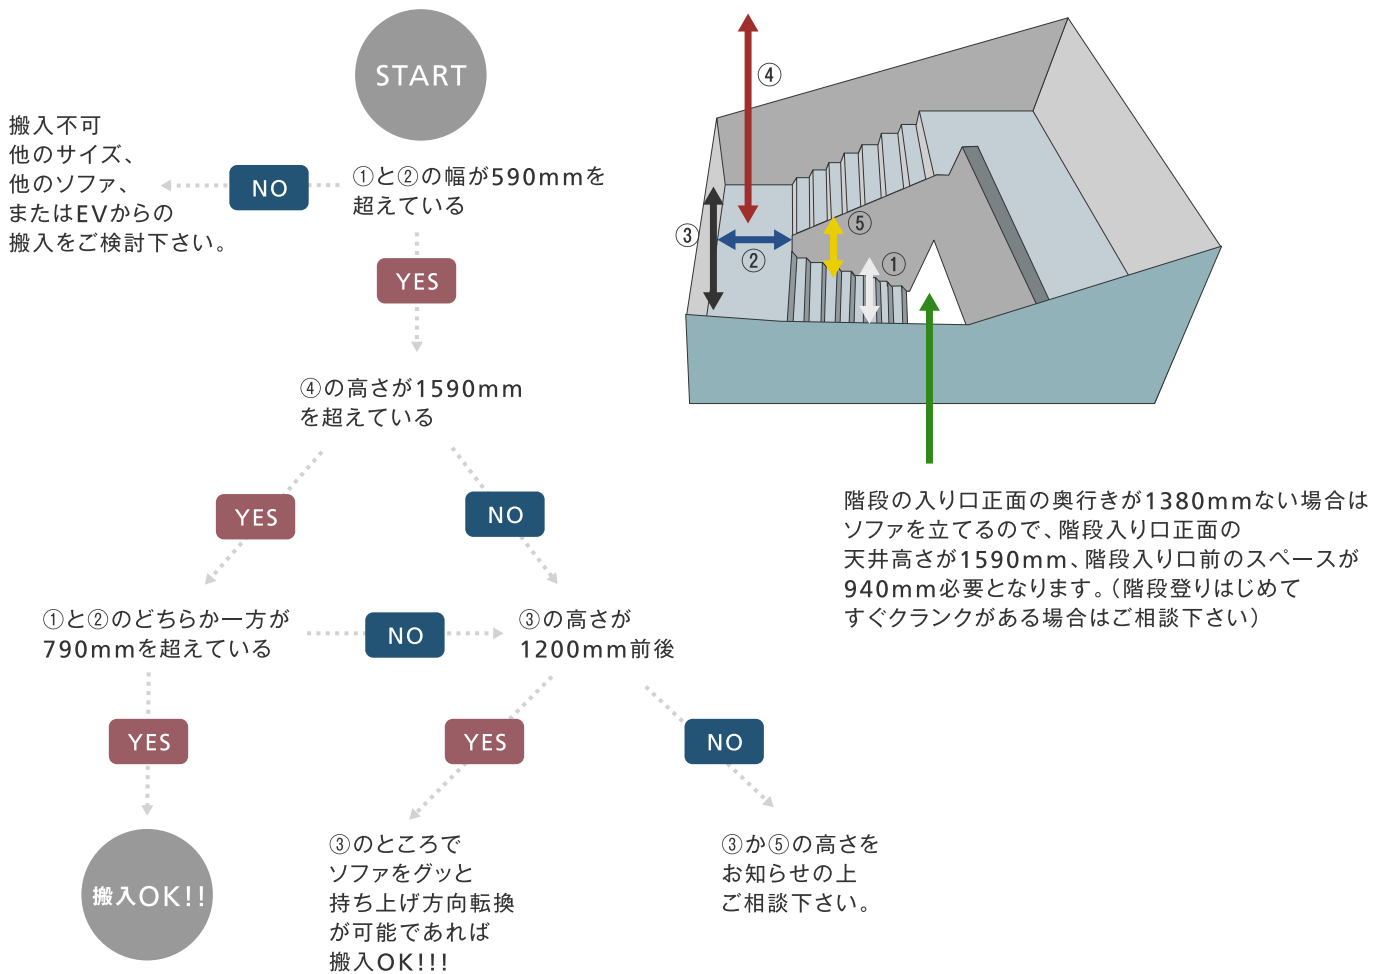 START
搬入不可
他のサイズ、
他のソファ、
またはEVからの
搬入をご検討下さい。
NO
①と②の幅が590mmを
超えている
YES
④の高さが1590mm
を超えている
YES
NO
①と②のどちらか一方が
790mmを超えている
NO
③の高さが
1200mm前後
YES
YES
NO
搬入OK!!
③のところで
ソファをグッと
持ち上げ方向転換
が可能であれば
搬入OK!!!
③か⑤の高さを
お知らせの上
ご相談下さい。
④
③
②
⑤
①
階段の入り口正面の奥行きが1380mmない場合は
ソファを立てるので、階段入り口正面の
天井高さが1590mm、階段入り口前のスペースが
940mm必要となります。（階段登りはじめて
すぐクランクがある場合はご相談下さい）